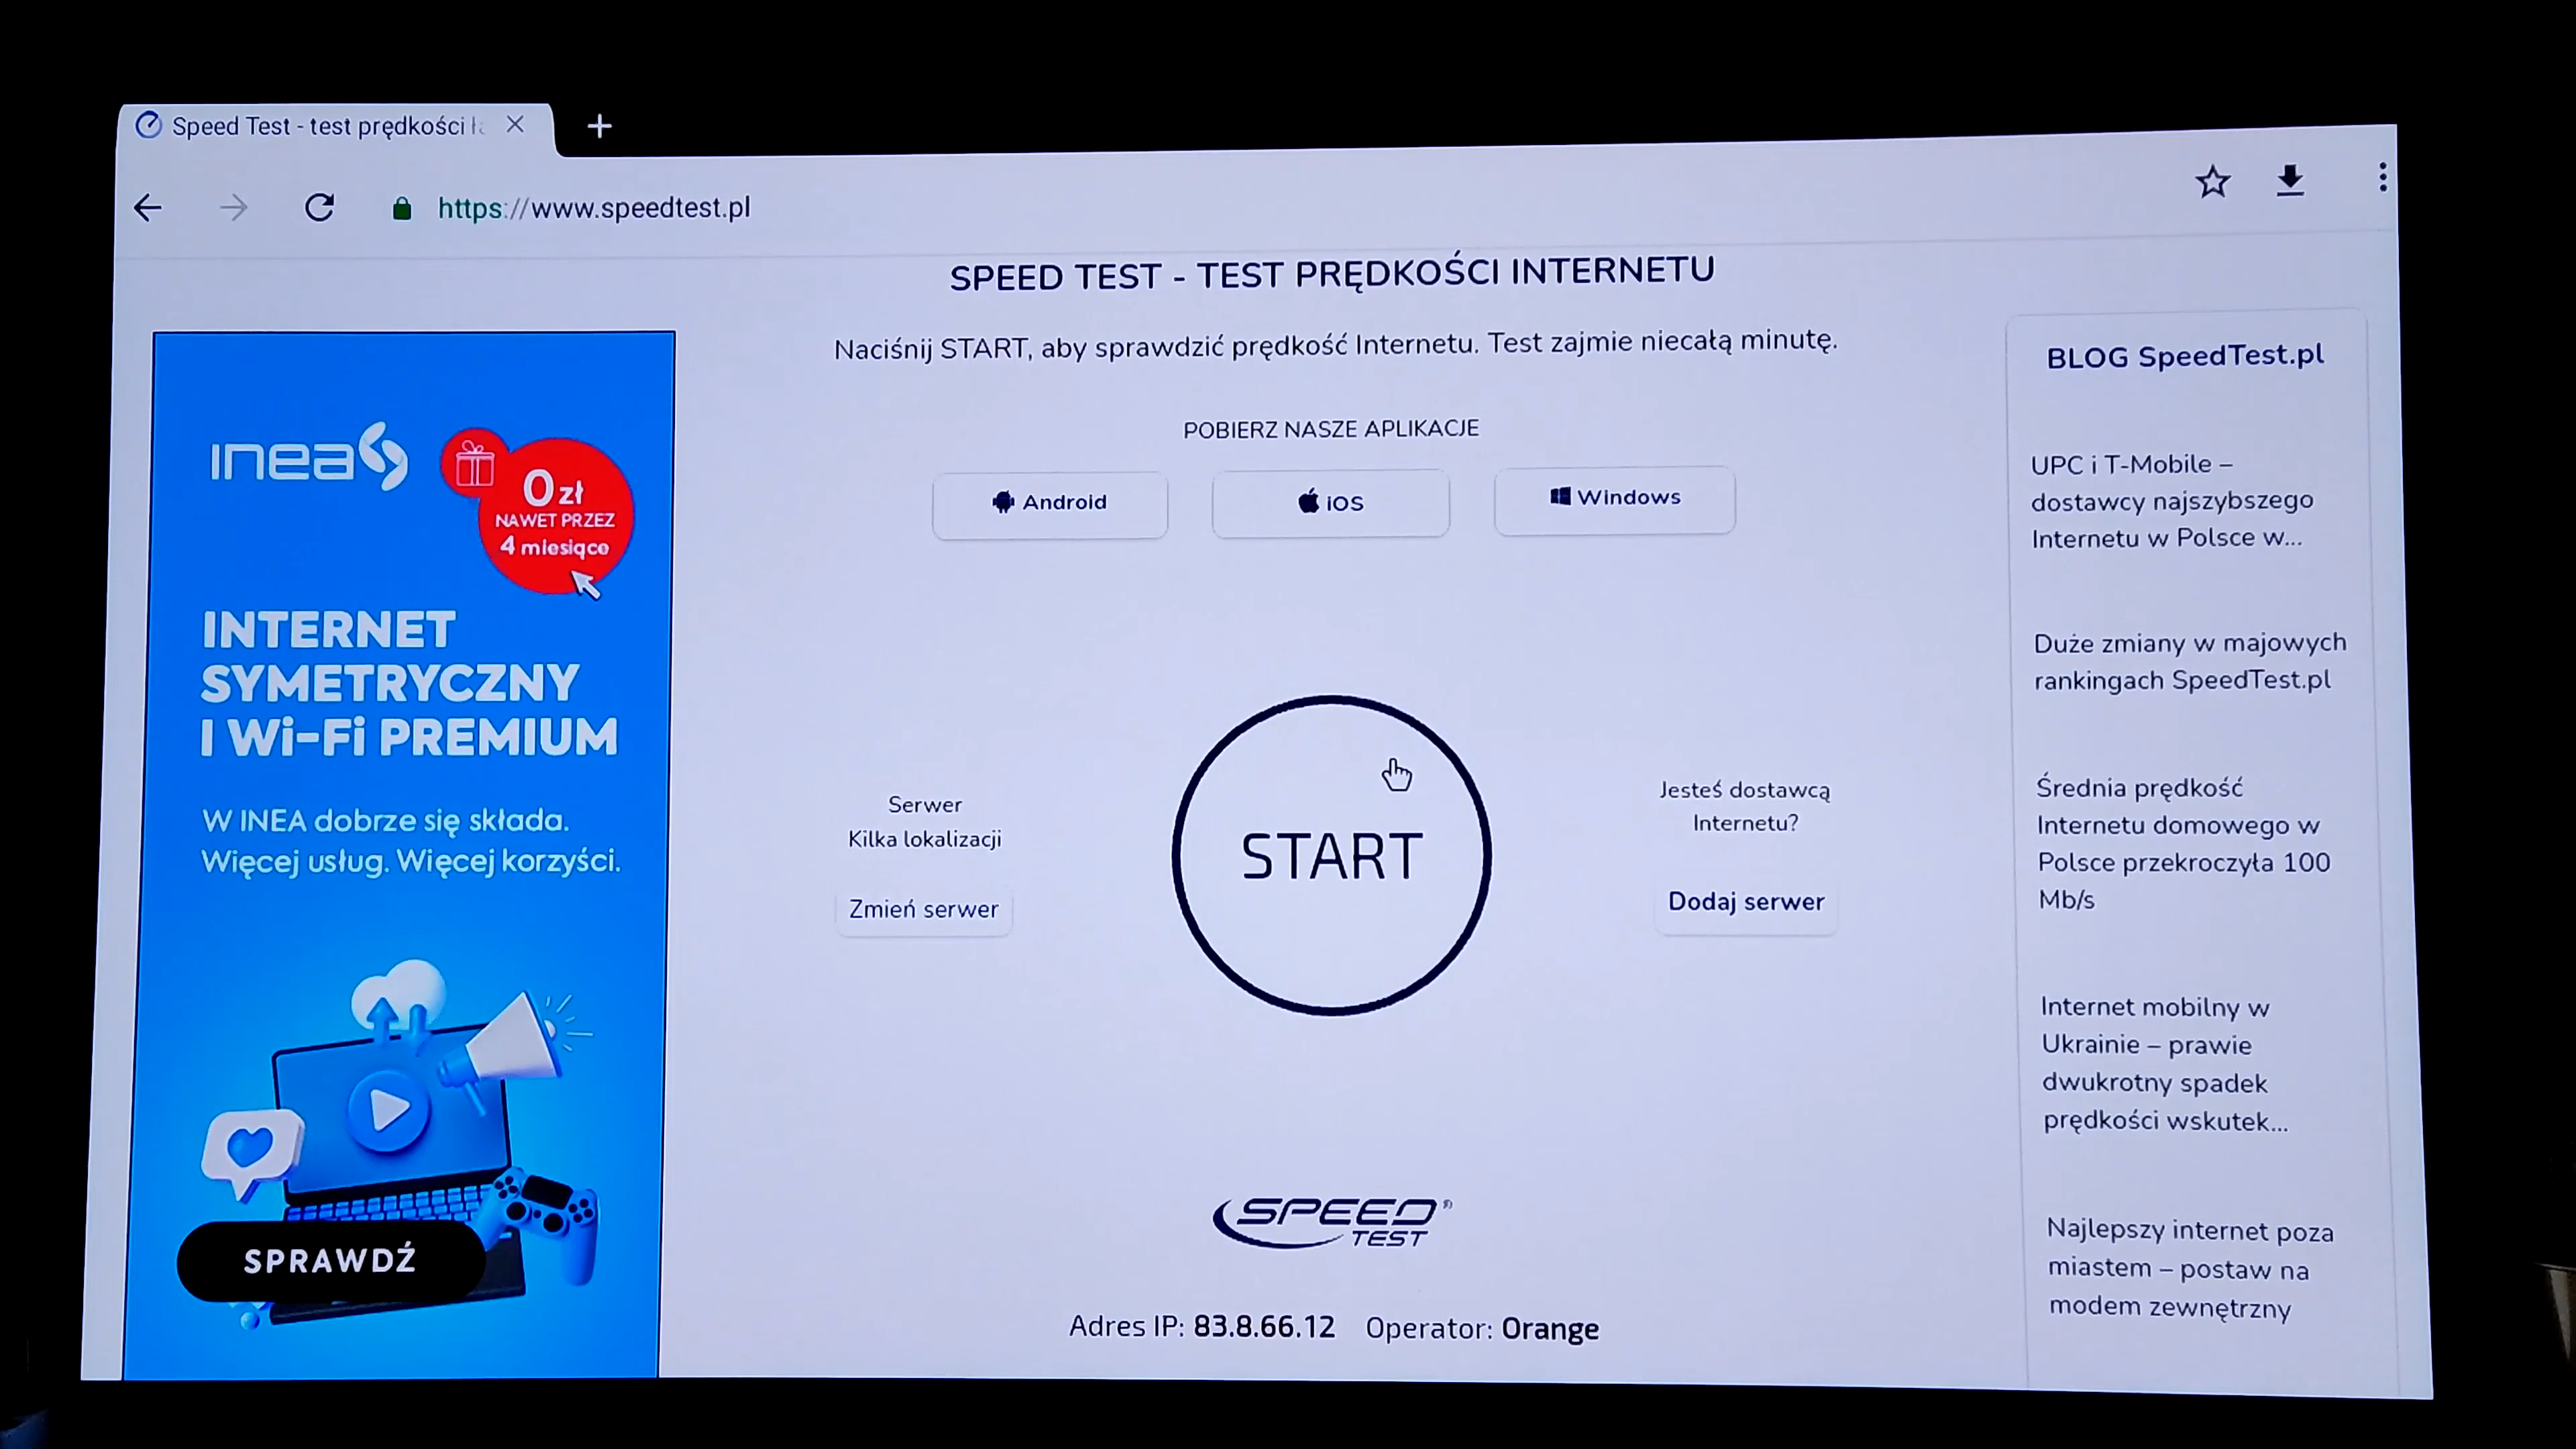 Speed Test - test prędkości ła
https://www.speedtest.pl
SPEED TEST - TEST PRĘDKOŚCI INTERNETU
Naciśnij START, aby sprawdzić prędkość Internetu. Test zajmie niecałą minutę.
POBIERZ NASZE APLIKACJE
Android
iOS
Windows
inea
0 zł
NAWET PRZEZ
4 miesiące
INTERNET
SYMETRYCZNY
I Wi-Fi PREMIUM
W INEA dobrze się składa.
Więcej usług. Więcej korzyści.
SPRAWDŹ
Serwer
Kilka lokalizacji
Zmień serwer
START
Jesteś dostawcą
Internetu?
Dodaj serwer
SPEED ®
TEST
Adres IP: 83.8.66.12 Operator: Orange
BLOG SpeedTest.pl
UPC i T-Mobile –
dostawcy najszybszego
Internetu w Polsce w...
Duże zmiany w majowych
rankingach SpeedTest.pl
Średnia prędkość
Internetu domowego w
Polsce przekroczyła 100
Mb/s
Internet mobilny w
Ukrainie – prawie
dwukrotny spadek
prędkości wskutek...
Najlepszy internet poza
miastem – postaw na
modem zewnętrzny